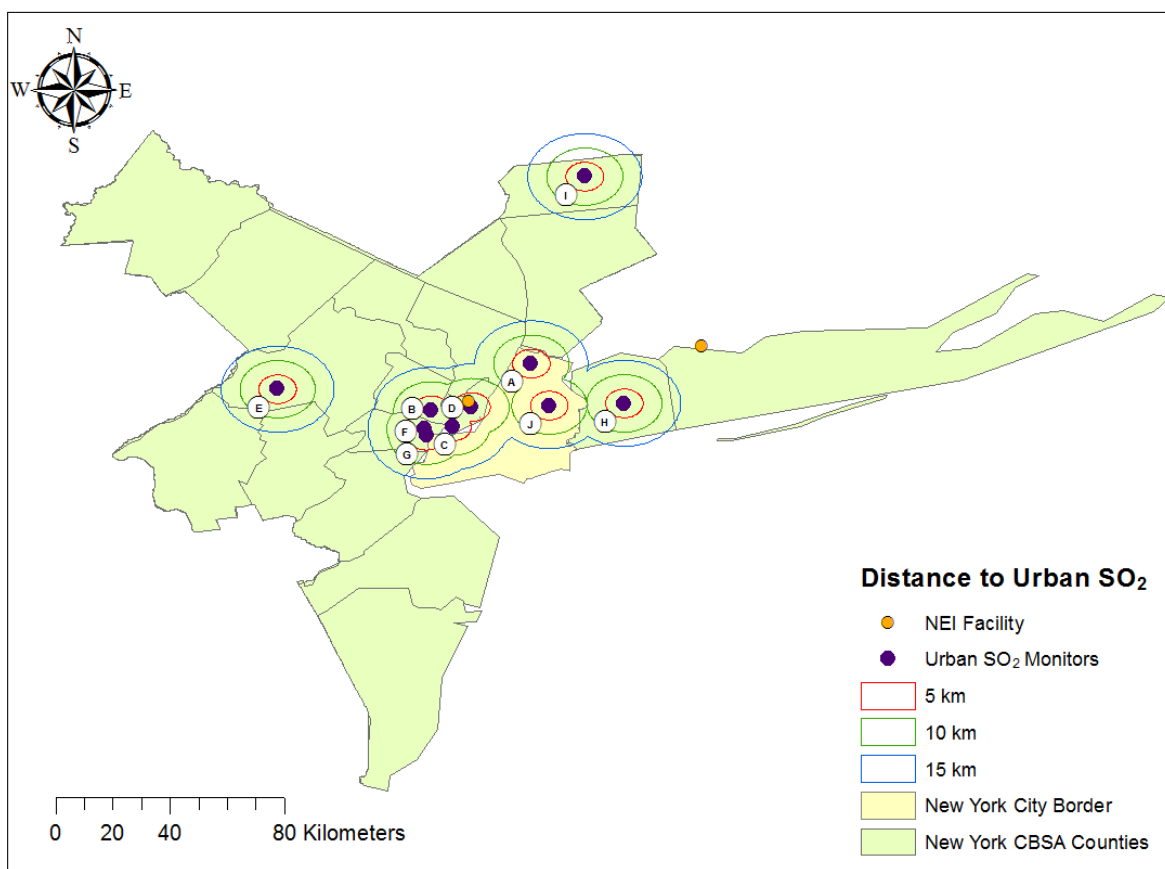 N
W E
S
I
A
B D
E
J H
F
C
G
Distance to Urban SO₂
NEI Facility
Urban SO₂ Monitors
5 km
10 km
15 km
New York City Border
New York CBSA Counties
0 20 40 80 Kilometers